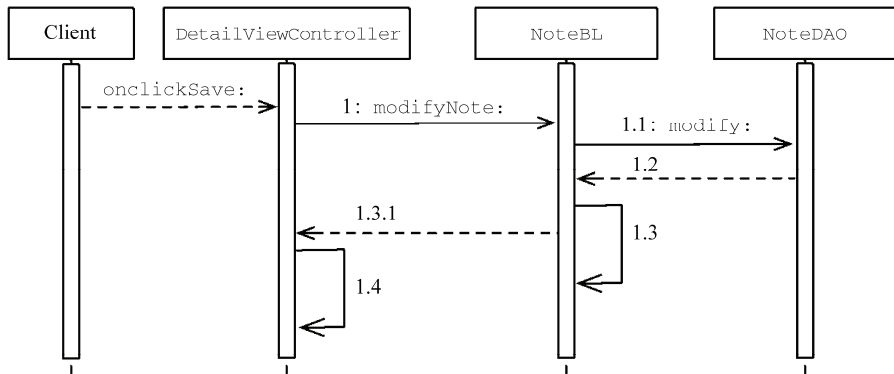 Client
DetailViewController
NoteBL
NoteDAO
onclickSave:
1: modifyNote:
1.1: modify:
1.2
1.3.1
1.3
1.4